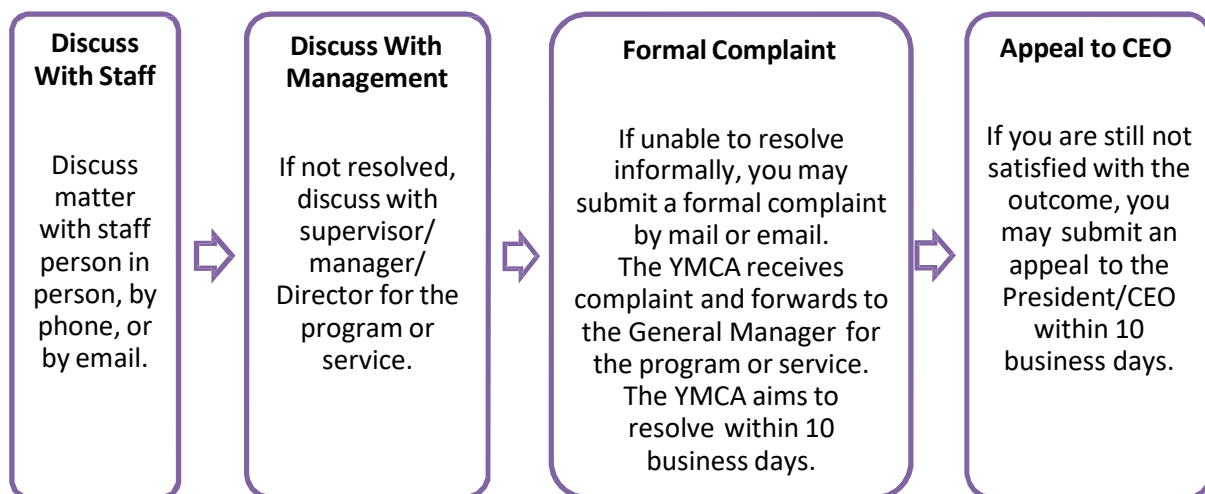 Discuss
With Staff
Discuss
matter
with staff
person in
person, by
phone, or
by email.
Discuss With
Management
If not resolved,
discuss with
supervisor/
manager/
Director for the
program or
service.
Formal Complaint
If unable to resolve
informally, you may
submit a formal complaint
by mail or email.
The YMCA receives
complaint and forwards to
the General Manager for
the program or service.
The YMCA aims to
resolve within 10
business days.
Appeal to CEO
If you are still not
satisfied with the
outcome, you
may submit an
appeal to the
President/CEO
within 10
business days.